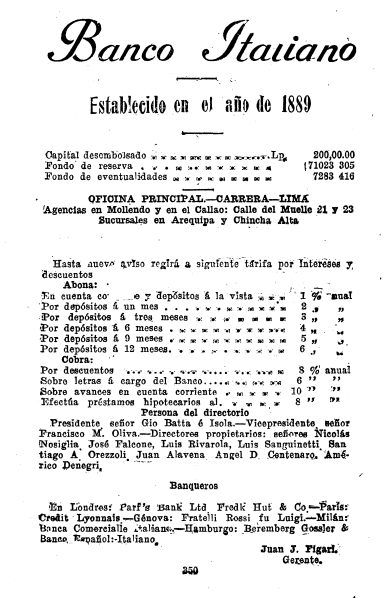 Banco Italiano
Establecido en el año de 1889
Capital desembolsado Lp. 200,00.00
Fondo de reserva 71023 305
Fondo de eventualidades 7283 416
OFICINA PRINCIPAL.—CARRERA—LIMA
Agencias en Mollendo y en el Callao: Calle del Muelle 21 y 23
Sucursales en Arequipa y Chincha Alta
Hasta nuevo aviso regirá a siguiente tarifa por Intereses y
descuentos
Abona:
En cuenta co e y depósitos á la vista 1 % anual
Por depósitos á un mes 2 „ „
Por depósitos á tres meses 3 „ „
Por depósitos á 6 meses 4 „ „
Por depósitos á 9 meses 5 „ „
Por depósitos á 12 meses. 6 „ „
Cobra:
Por descuentos 8 % anual
Sobre letras á cargo del Banco.... 6 " "
Sobre avances en cuenta corriente 10 " "
Efectúa préstamos hipotecarios al. 8 " "
Persona del directorio
Presidente señor Gio Batta é Isola.—Vicepresidente señor
Francisco M. Oliva.—Directores propietarios: señores Nicolás
Nosiglia, José Falcone, Luis Rivarola, Luis Sanguinetti San
tiago A. Orezzoli. Juan Alavena, Angel D. Centenaro. Amé-
rico Denegri.
Banqueros
En Londres: Parr's Bank Ltd Fredk Hut & Co.—París:
Credit Lyonnais—Génova: Fratelli Rossi fu Luigi.—Milán:
Banca Comercialle Italiana—Hamburgo: Beremberg Gossler &
Banco Español-Italiano.
Juan J. Figari.
Gerente.
350